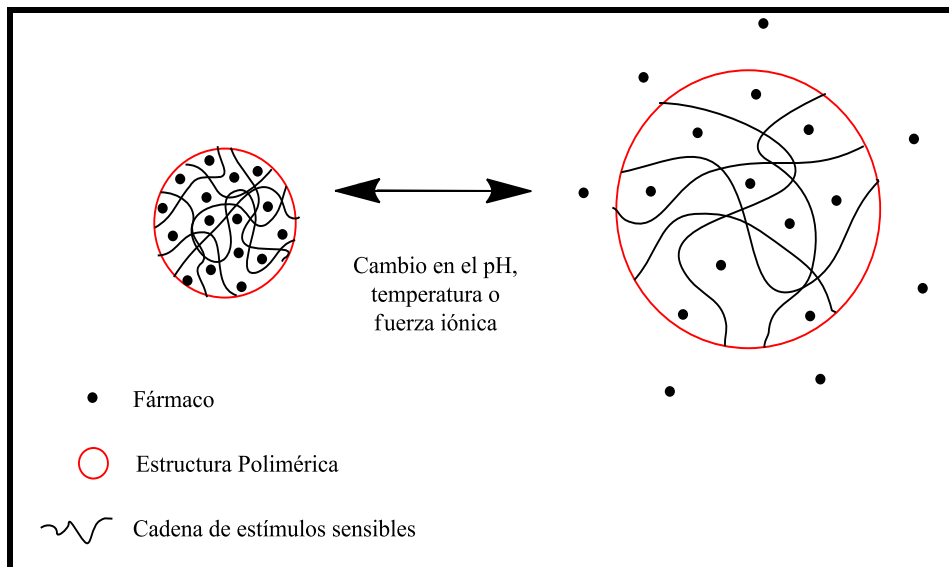 Cambio en el pH,
temperatura o
fuerza iónica
Fármaco
Estructura Polimérica
Cadena de estímulos sensibles